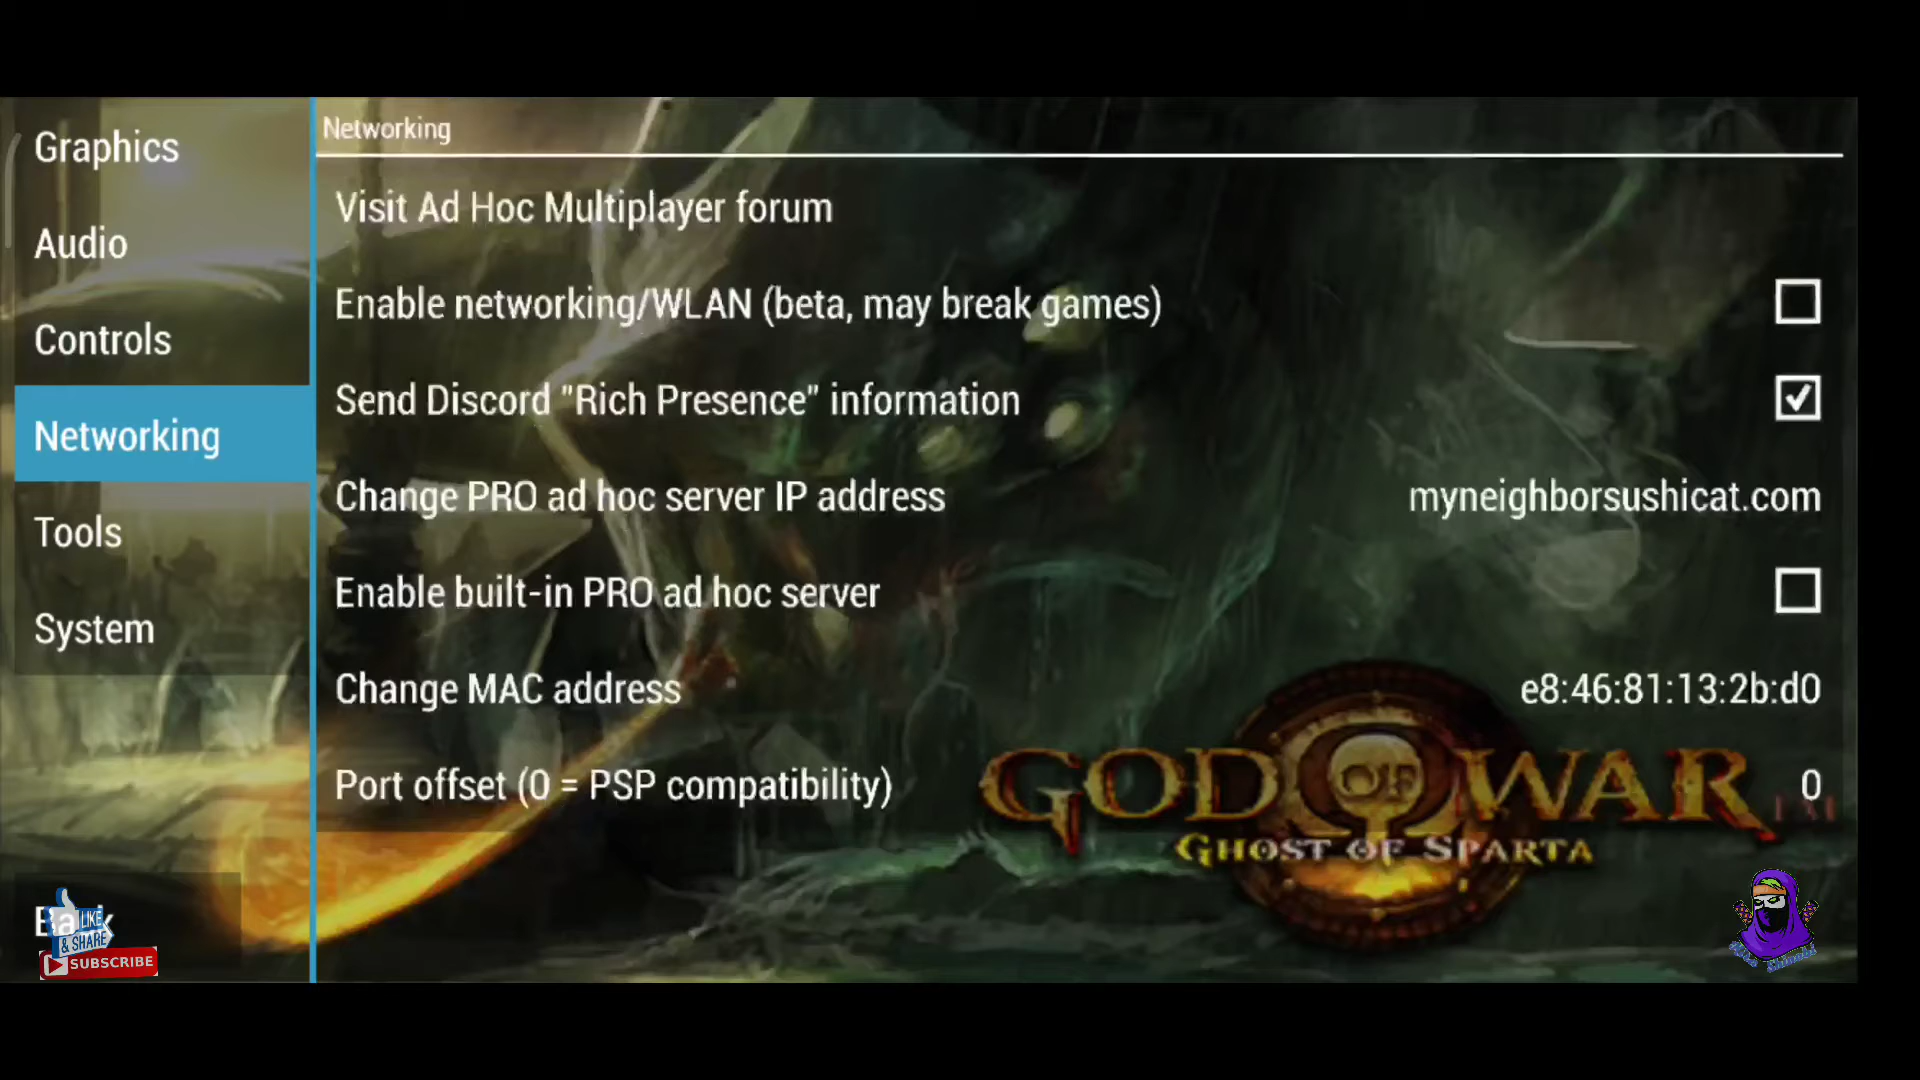 Graphics
Audio
Controls
Networking
Tools
System
Networking
Visit Ad Hoc Multiplayer forum
Enable networking/WLAN (beta, may break games)
Send Discord "Rich Presence" information
Change PRO ad hoc server IP address myneighborsushicat.com
Enable built-in PRO ad hoc server
Change MAC address e8:46:81:13:2b:d0
Port offset (0 = PSP compatibility) 0
GOD OF WAR
GHOST OF SPARTA
Back
LIKE
& SHARE
SUBSCRIBE